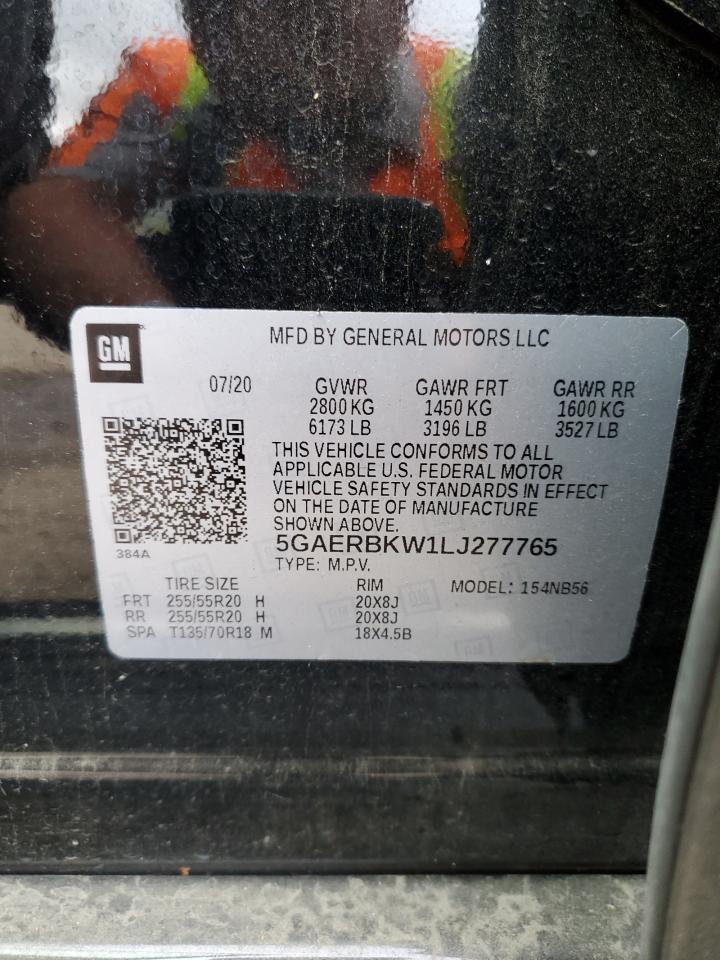 GM
MFD BY GENERAL MOTORS LLC
07/20 GVWR GAWR FRT GAWR RR
2800 KG 1450 KG 1600 KG
6173 LB 3196 LB 3527 LB
THIS VEHICLE CONFORMS TO ALL
APPLICABLE U.S. FEDERAL MOTOR
VEHICLE SAFETY STANDARDS IN EFFECT
ON THE DATE OF MANUFACTURE
SHOWN ABOVE.
384A
5GAERBKW1LJ277765
TYPE: M.P.V.
TIRE SIZE RIM MODEL: 154NB56
FRT 255/55R20 H 20X8J
RR 255/55R20 H 20X8J
SPA T135/70R18 M 18X4.5B